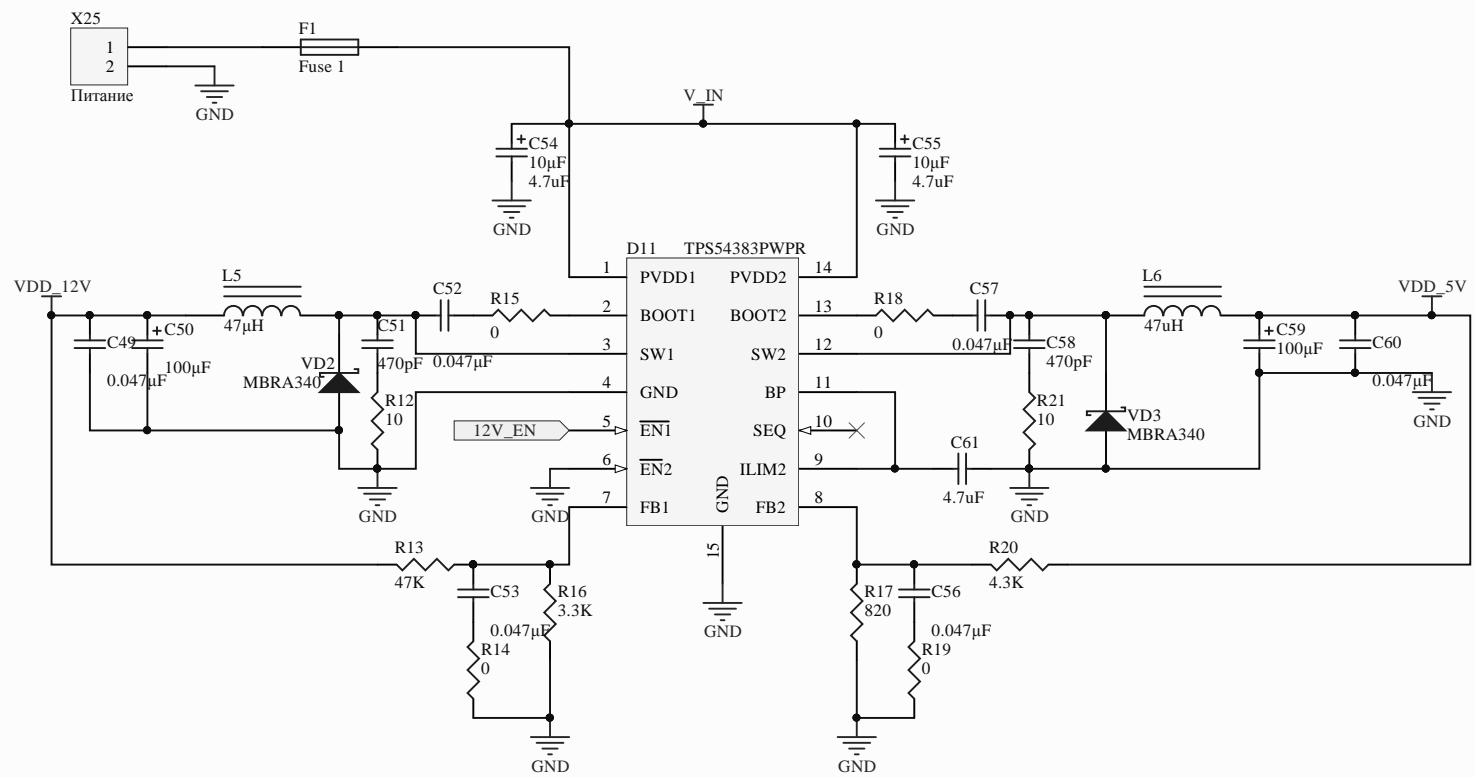 X25
1
2
Питание
GND
F1
Fuse 1
V_IN
+ C54
10µF
4.7uF
GND
+ C55
10µF
4.7uF
GND
D11 TPS54383PWPR
1 PVDD1
2 BOOT1
3 SW1
4 GND
5 EN1
6 EN2
7 FB1
PVDD2 14
BOOT2 13
SW2 12
BP 11
SEQ 10
ILIM2 9
FB2 8
GND
15
GND
VDD_12V
L5
47µH
C49
0.047µF
+ C50
100µF
VD2
MBRA340
C51
470pF
R12
10
GND
C52
0.047µF
R15
0
12V_EN
GND
R13
47K
C53
0.047µF
R14
0
R16
3.3K
GND
R18
0
C57
0.047µF
C58
470pF
R21
10
GND
C61
4.7uF
VD3
MBRA340
L6
47uH
+ C59
100µF
C60
0.047µF
GND
VDD_5V
R20
4.3K
R17
820
C56
0.047µF
R19
0
GND